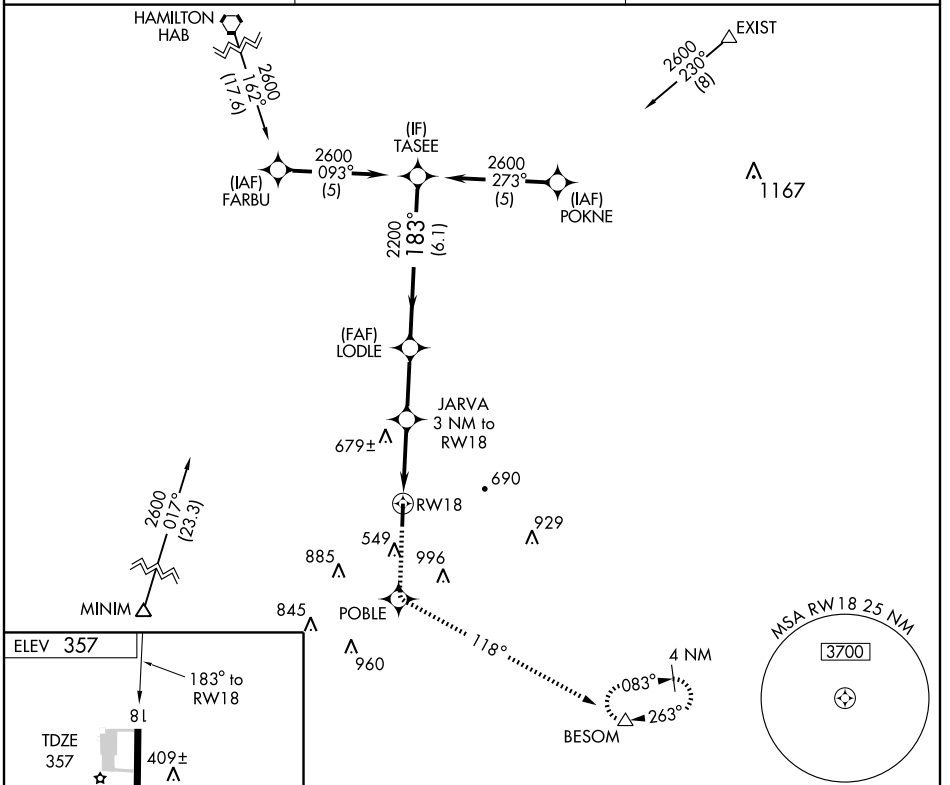 HAMILTON
HAB
2600
162°
(17.6)
EXIST
2600
230°
(8)
(IF)
TASEE
2600
093°
(5)
2600
273°
(5)
(IAF)
FARBU
(IAF)
POKNE
1167
2200
183°
(6.1)
(FAF)
LODLE
JARVA
3 NM to
RW18
679±
690
RW18
929
2600
017°
(23.3)
549
885
996
MINIM
845
POBLE
960
118°
4 NM
083°
263°
BESOM
MSA RW18 25 NM
3700
ELEV 357
183° to
RW18
18
TDZE
357
409±